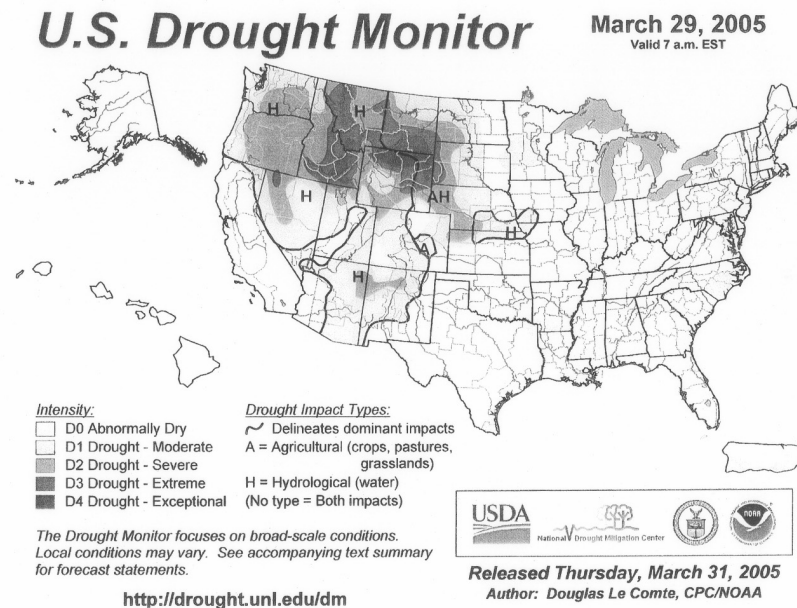 U.S. Drought Monitor
March 29, 2005
Valid 7 a.m. EST
H
H
H
AH
H
A
H
Intensity:
D0 Abnormally Dry
D1 Drought - Moderate
D2 Drought - Severe
D3 Drought - Extreme
D4 Drought - Exceptional
Drought Impact Types:
Delineates dominant impacts
A = Agricultural (crops, pastures,
grasslands)
H = Hydrological (water)
(No type = Both impacts)
The Drought Monitor focuses on broad-scale conditions.
Local conditions may vary. See accompanying text summary
for forecast statements.
http://drought.unl.edu/dm
USDA
National Drought Mitigation Center
NOAA
Released Thursday, March 31, 2005
Author: Douglas Le Comte, CPC/NOAA